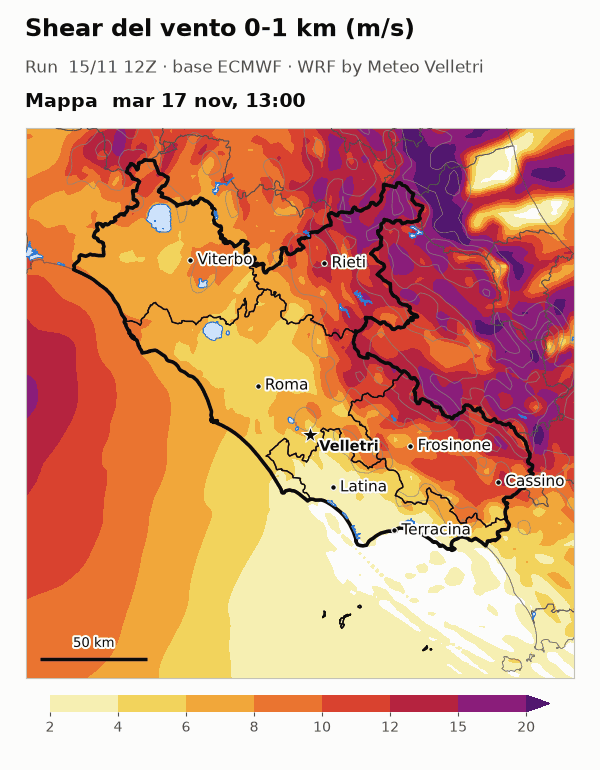 Shear del vento 0-1 km (m/s)
Run  15/11 12Z · base ECMWF · WRF by Meteo Velletri
Mappa  mar 17 nov, 13:00
Viterbo
Rieti
Roma
Velletri
Frosinone
Latina
Cassino
Terracina
50 km
2 4 6 8 10 12 15 20